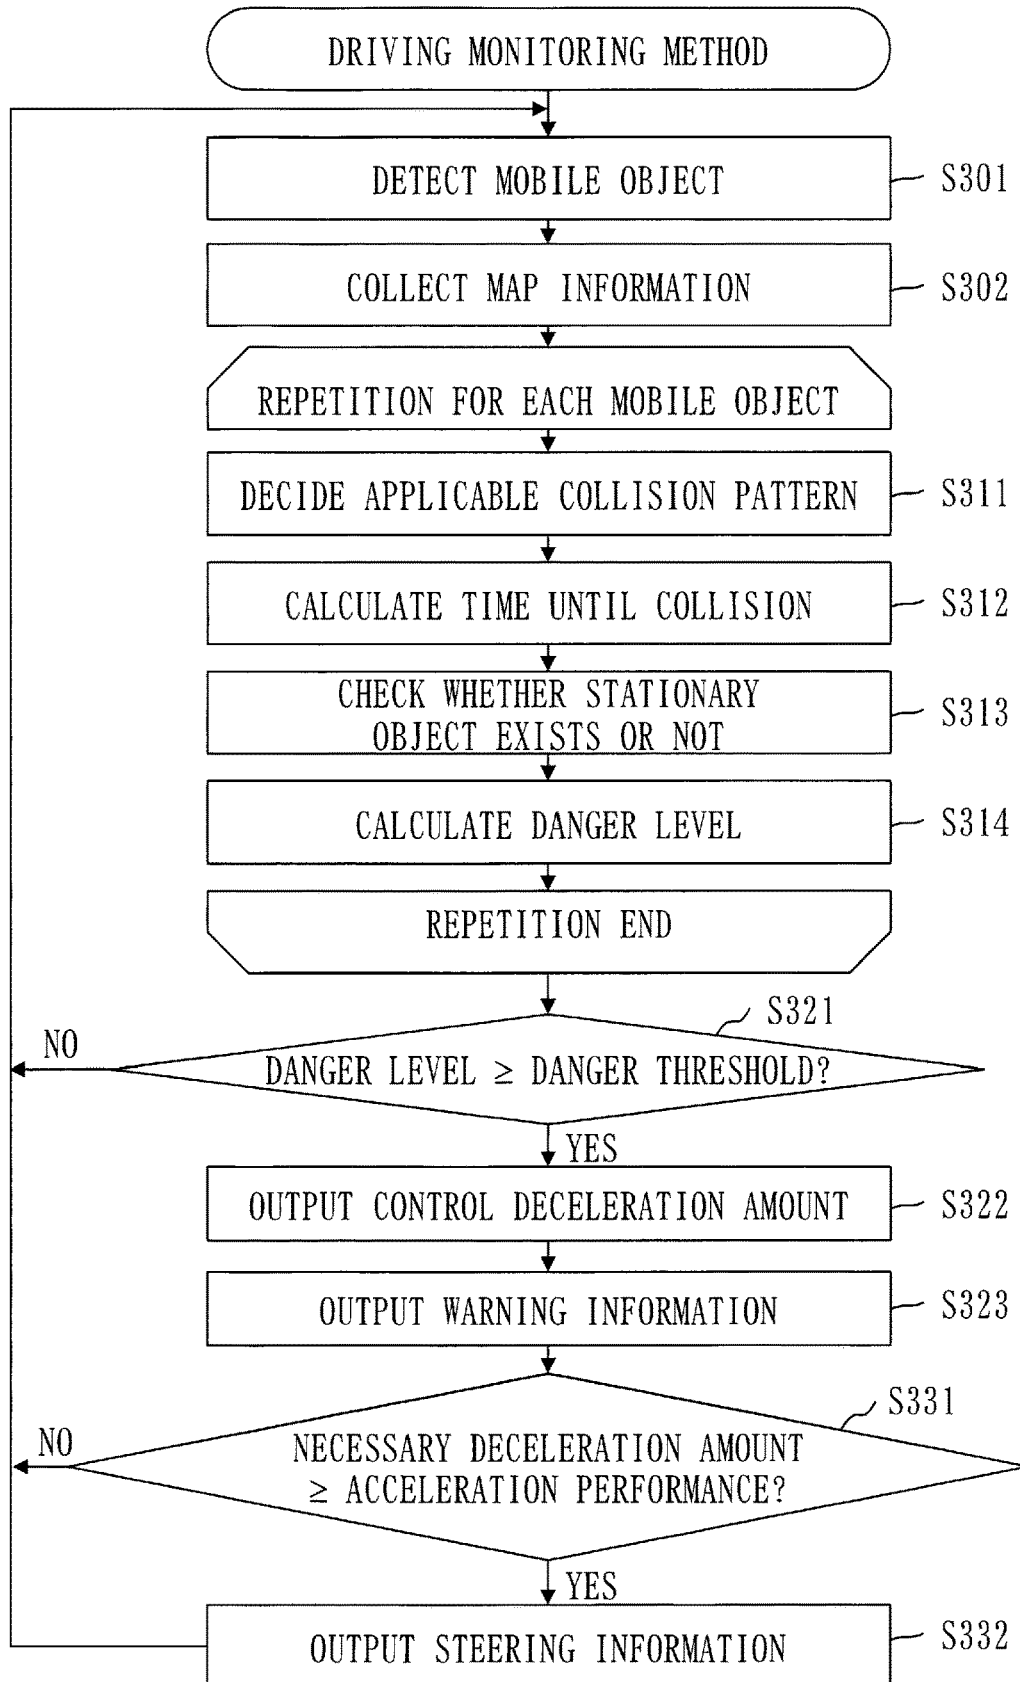 DRIVING MONITORING METHOD
DETECT MOBILE OBJECT
S301
COLLECT MAP INFORMATION
S302
REPETITION FOR EACH MOBILE OBJECT
DECIDE APPLICABLE COLLISION PATTERN
S311
CALCULATE TIME UNTIL COLLISION
S312
CHECK WHETHER STATIONARY
OBJECT EXISTS OR NOT
S313
CALCULATE DANGER LEVEL
S314
REPETITION END
S321
NO
DANGER LEVEL ≥ DANGER THRESHOLD?
YES
OUTPUT CONTROL DECELERATION AMOUNT
S322
OUTPUT WARNING INFORMATION
S323
S331
NO
NECESSARY DECELERATION AMOUNT
≥ ACCELERATION PERFORMANCE?
YES
OUTPUT STEERING INFORMATION
S332